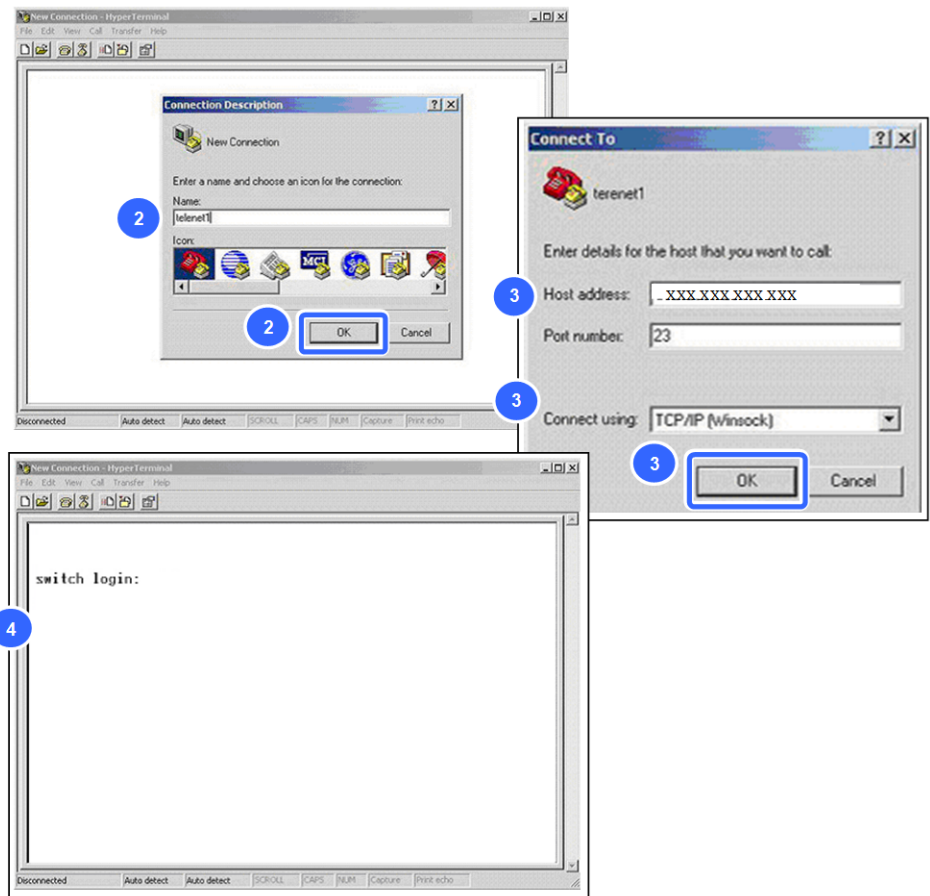 New Connection - HyperTerminal
File Edit View Call Transfer Help
Connection Description
New Connection
Enter a name and choose an icon for the connection:
2
Name:
telenet1
Icon:
MCI
2
OK Cancel
Disconnected Auto detect Auto detect SCROLL CAPS NUM Capture Print echo
Connect To
terenet1
Enter details for the host that you want to call:
3
Host address: XXX.XXX.XXX.XXX
Port number: 23
3
Connect using: TCP/IP (Winsock)
3
OK Cancel
New Connection - HyperTerminal
File Edit View Call Transfer Help
switch login:
4
Disconnected Auto detect Auto detect SCROLL CAPS NUM Capture Print echo